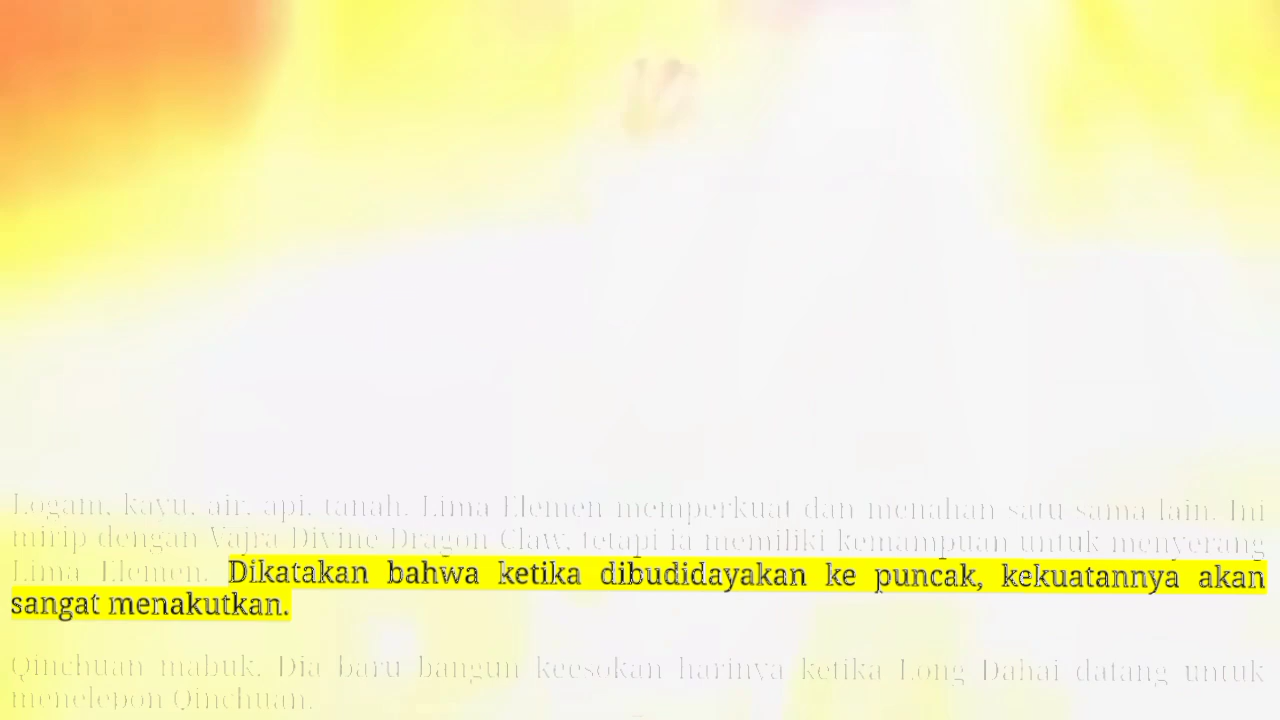 Logam, kayu, air, api, tanah. Lima Elemen memperkuat dan menahan satu sama lain. Ini
mirip dengan Vajra Divine Dragon Claw, tetapi ia memiliki kemampuan untuk menyerang
Lima Elemen. Dikatakan bahwa ketika dibudidayakan ke puncak, kekuatannya akan
sangat menakutkan.
Qinchuan mabuk. Dia baru bangun keesokan harinya ketika Long Dahai datang untuk
menelepon Qinchuan.